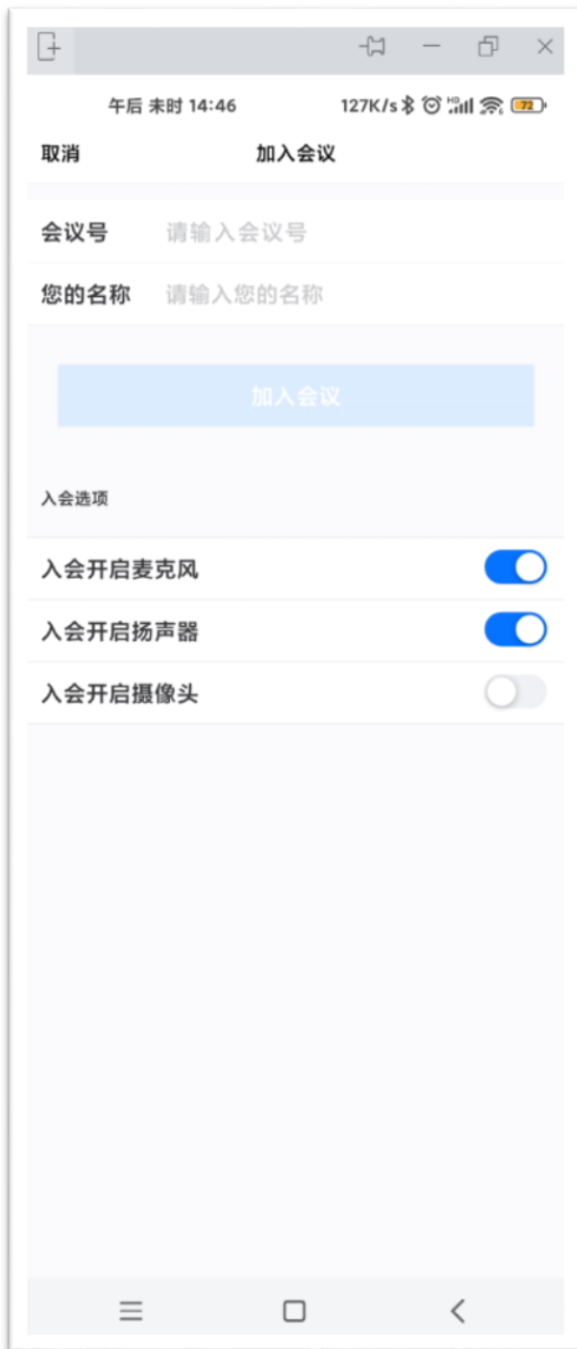 午后 未时 14:46 127K/s HD 72
取消 加入会议
会议号 请输入会议号
您的名称 请输入您的名称
加入会议
入会选项
入会开启麦克风
入会开启扬声器
入会开启摄像头